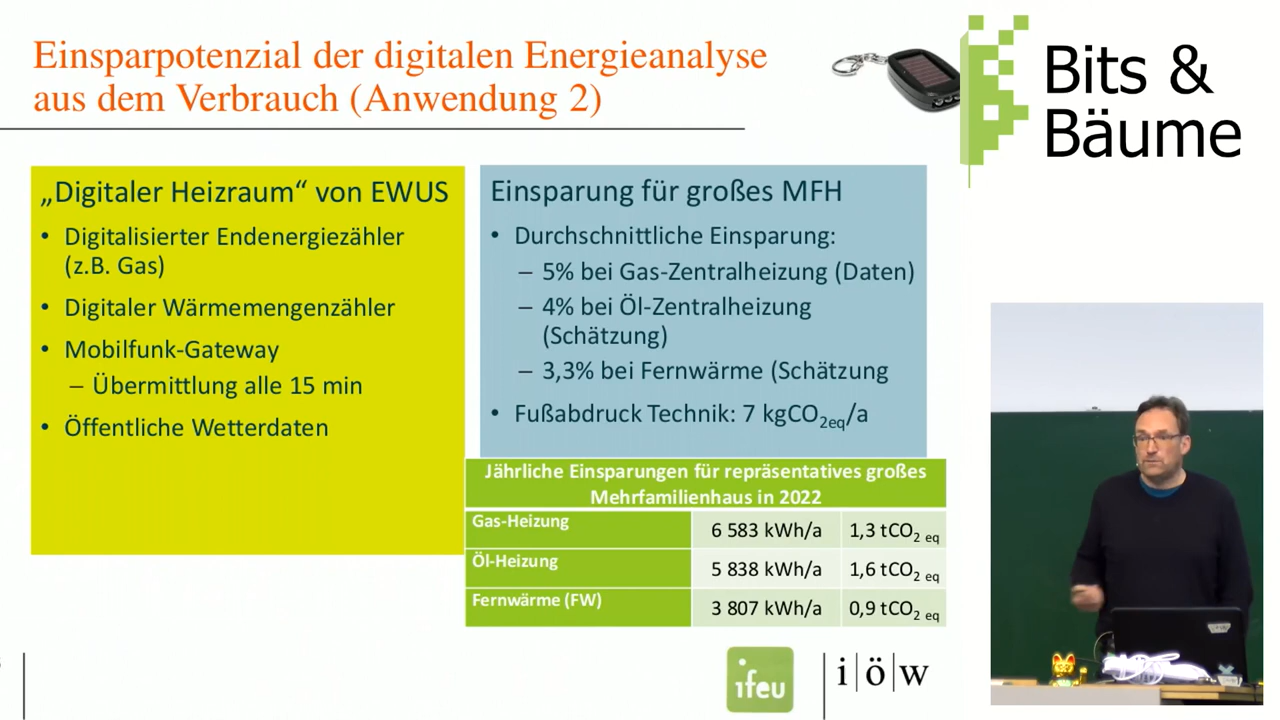 Einsparpotenzial der digitalen Energieanalyse
aus dem Verbrauch (Anwendung 2)
Bits &
Bäume
„Digitaler Heizraum“ von EWUS
• Digitalisierter Endenergiezähler
(z.B. Gas)
• Digitaler Wärmemengenzähler
• Mobilfunk-Gateway
– Übermittlung alle 15 min
• Öffentliche Wetterdaten
Einsparung für großes MFH
• Durchschnittliche Einsparung:
– 5% bei Gas-Zentralheizung (Daten)
– 4% bei Öl-Zentralheizung
(Schätzung)
– 3,3% bei Fernwärme (Schätzung
• Fußabdruck Technik: 7 kgCO2eq/a
Jährliche Einsparungen für repräsentatives großes
Mehrfamilienhaus in 2022
Gas-Heizung 6 583 kWh/a 1,3 tCO2 eq
Öl-Heizung 5 838 kWh/a 1,6 tCO2 eq
Fernwärme (FW) 3 807 kWh/a 0,9 tCO2 eq
ifeu
i|ö|w